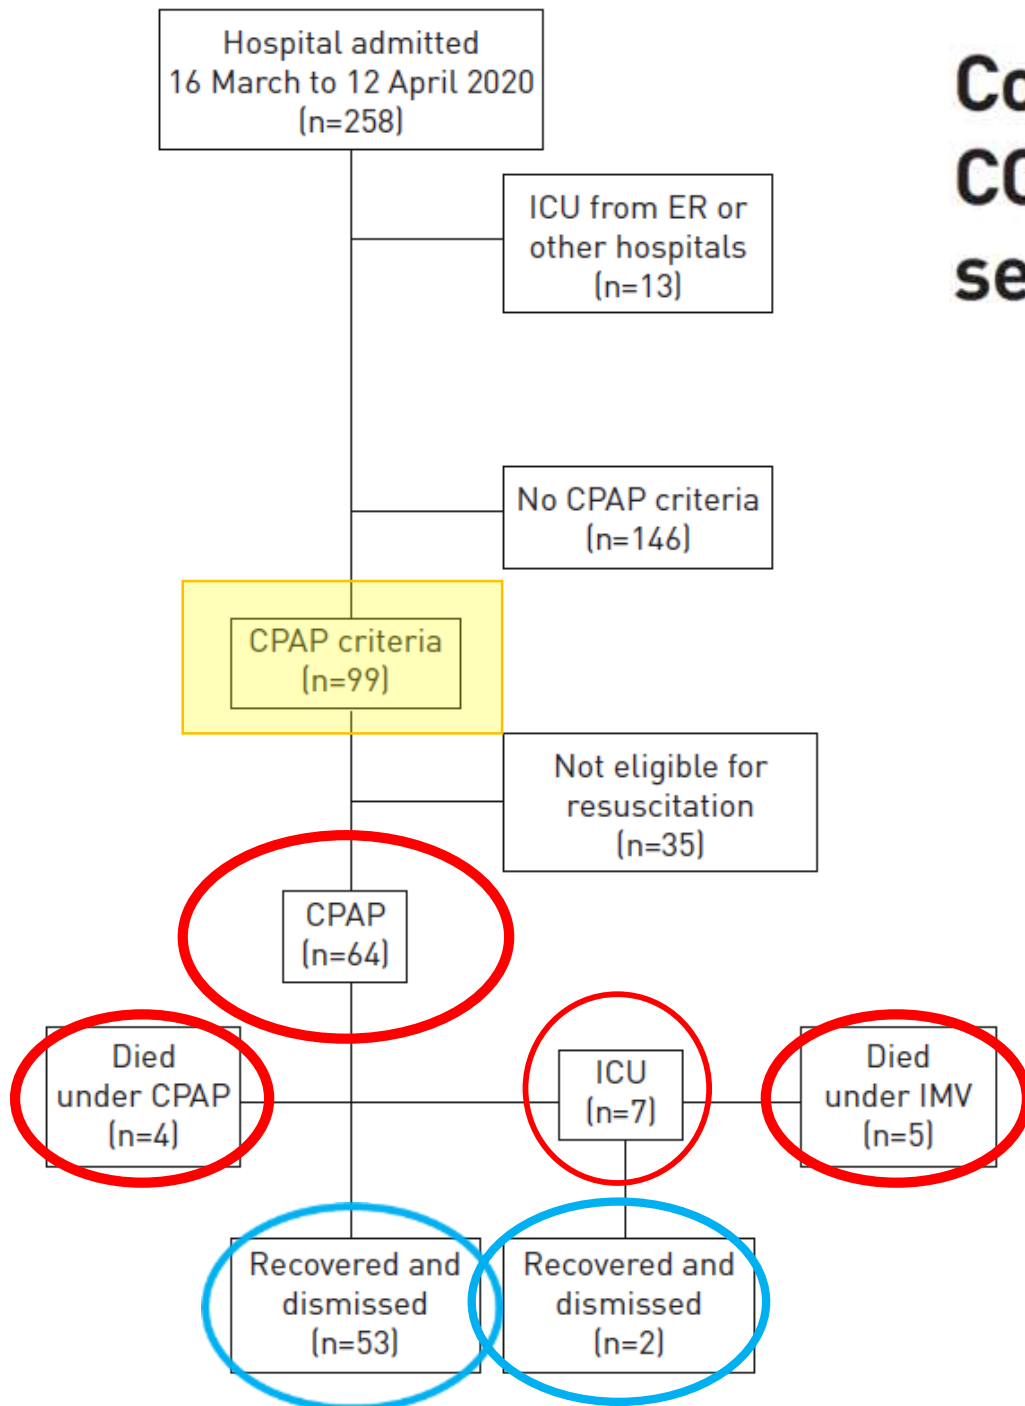 Hospital admitted
16 March to 12 April 2020
(n=258)
ICU from ER or
other hospitals
(n=13)
No CPAP criteria
(n=146)
CPAP criteria
(n=99)
Not eligible for
resuscitation
(n=35)
CPAP
(n=64)
Died
under CPAP
(n=4)
ICU
(n=7)
Died
under IMV
(n=5)
Recovered and
dismissed
(n=53)
Recovered and
dismissed
(n=2)